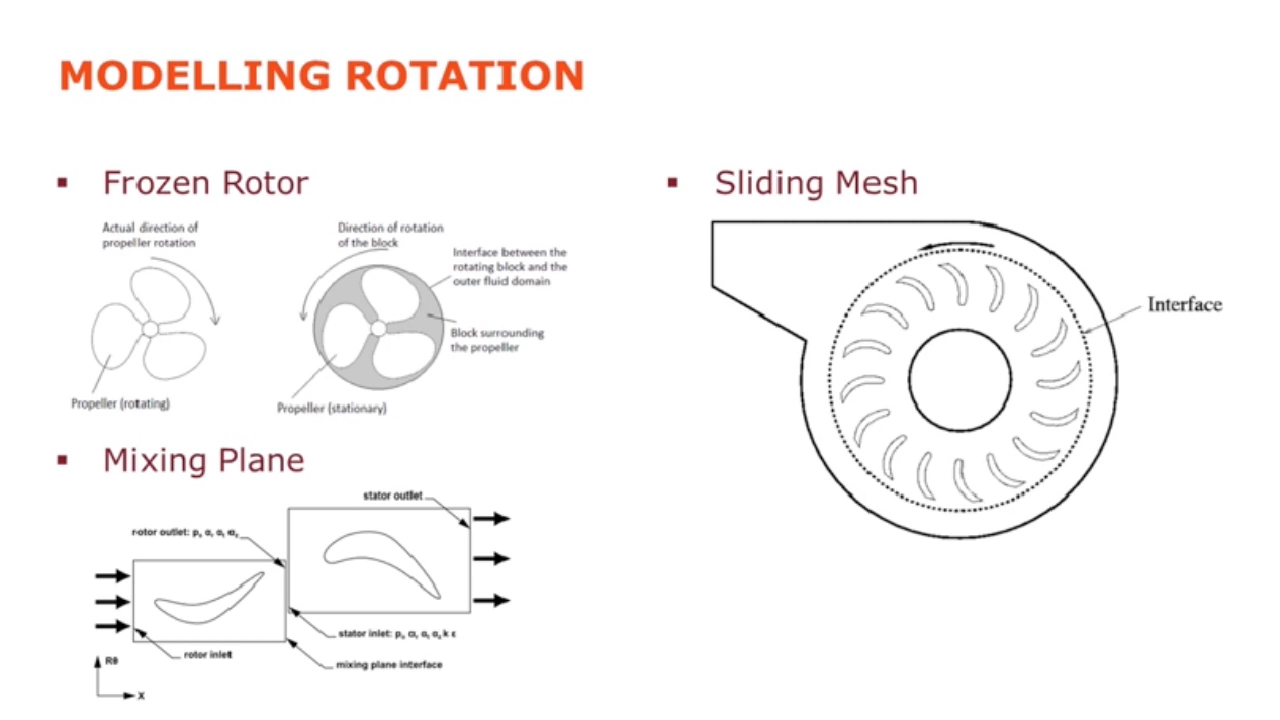 MODELLING ROTATION
▪ Frozen Rotor
Actual direction of
propeller rotation
Propeller (rotating)
Direction of rotation
of the block
Interface between the
rotating block and the
outer fluid domain
Block surrounding
the propeller
Propeller (stationary)
▪ Mixing Plane
stator outlet
rotor outlet:
stator inlet:
rotor inlet
mixing plane interface
Rθ
X
▪ Sliding Mesh
Interface